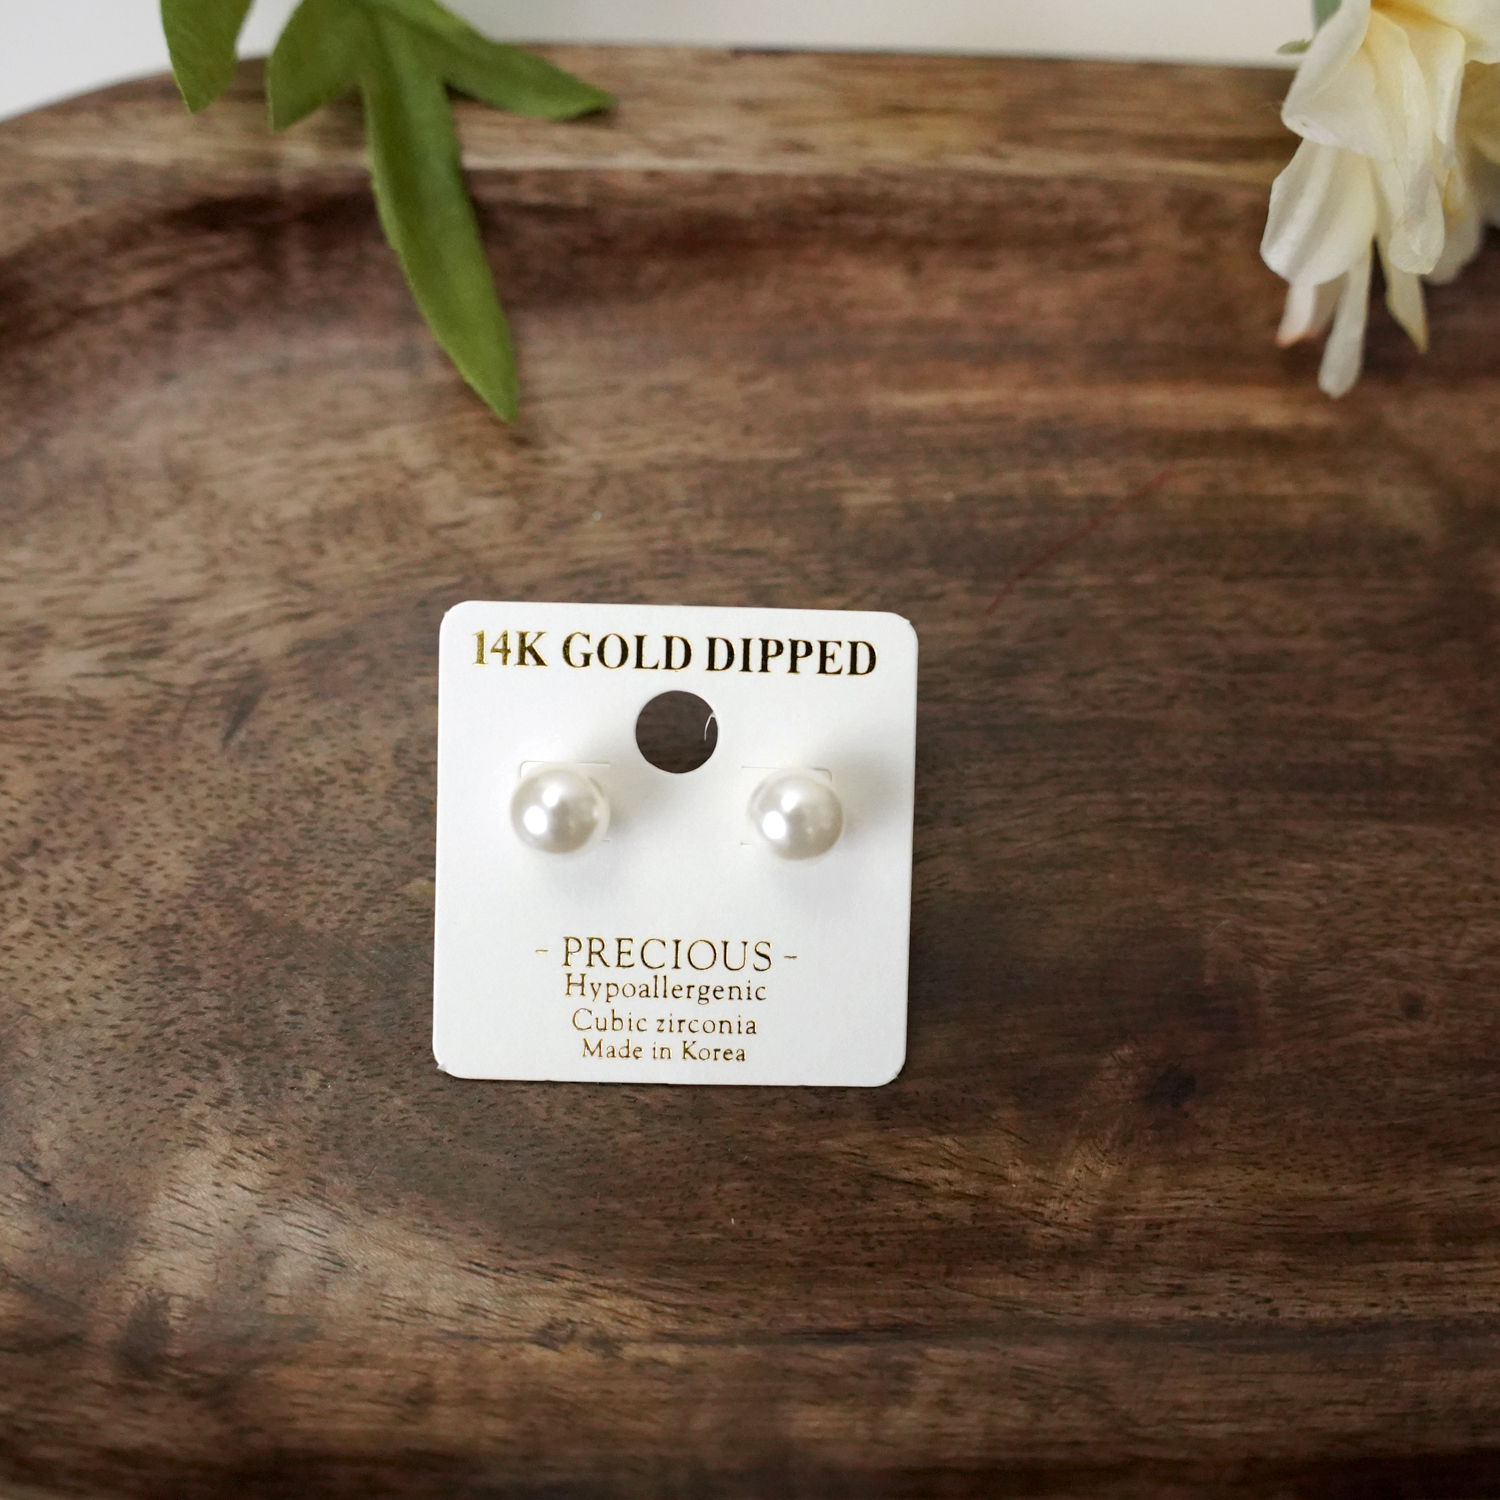 14K GOLD DIPPED
- PRECIOUS -
Hypoallergenic
Cubic zirconia
Made in Korea